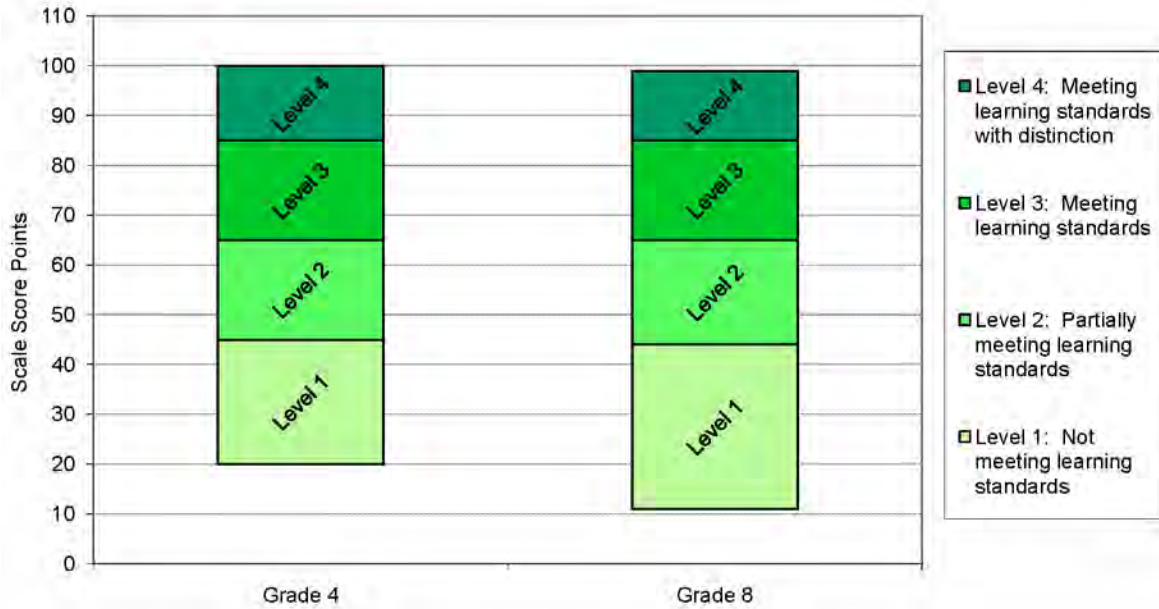 Scale Score Points
110
100
90
80
70
60
50
40
30
20
10
0
Level 4
Level 3
Level 2
Level 1
Level 4
Level 3
Level 2
Level 1
Grade 4
Grade 8
Level 4: Meeting
learning standards
with distinction
Level 3: Meeting
learning standards
Level 2: Partially
meeting learning
standards
Level 1: Not
meeting learning
standards